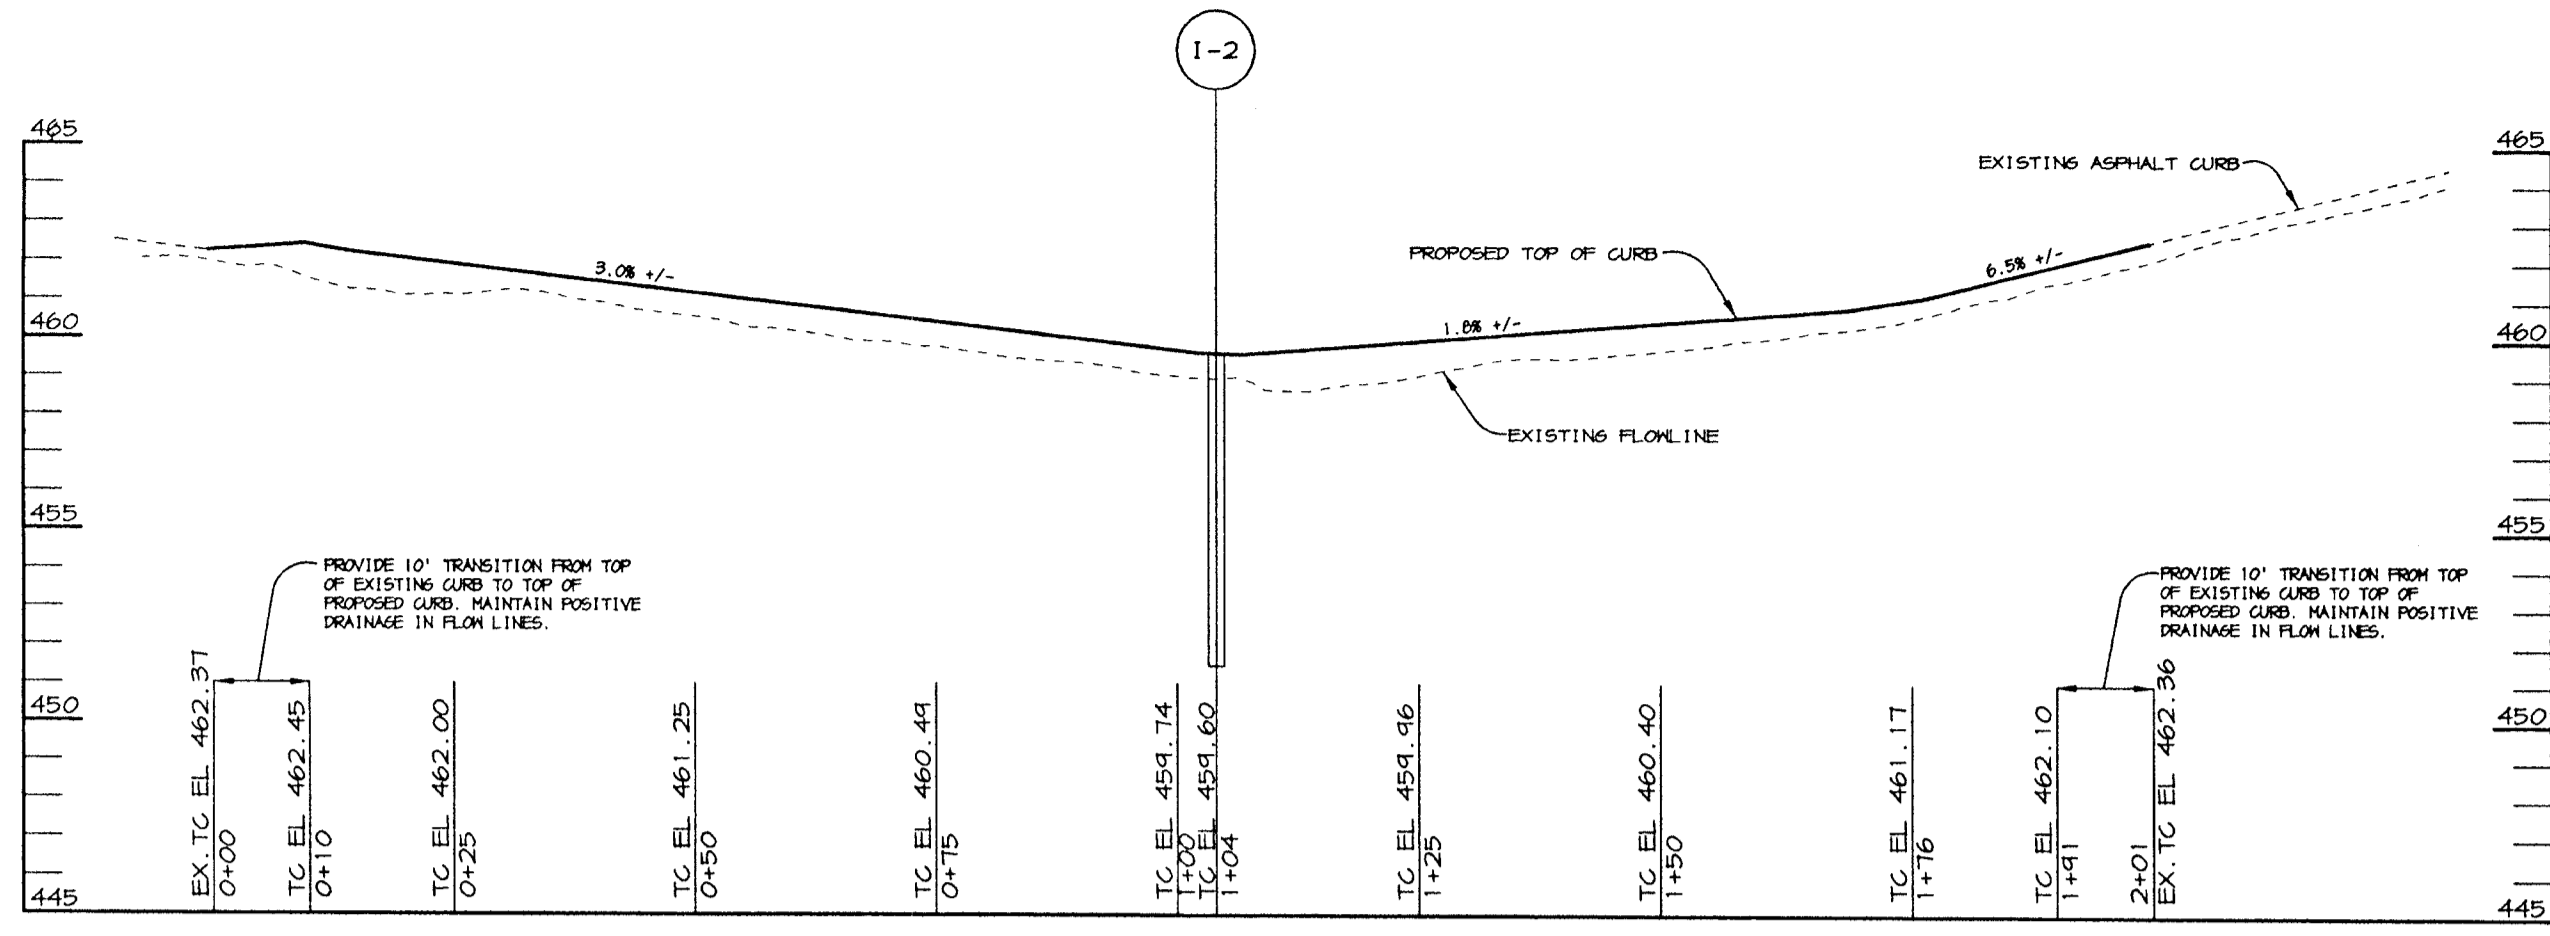 I-2
465
465
EXISTING ASPHALT CURB
PROPOSED TOP OF CURB
3.0% +/-
6.5% +/-
1.8% +/-
460
460
EXISTING FLOWLINE
455
455
PROVIDE 10' TRANSITION FROM TOP
OF EXISTING CURB TO TOP OF
PROPOSED CURB. MAINTAIN POSITIVE
DRAINAGE IN FLOW LINES.
PROVIDE 10' TRANSITION FROM TOP
OF EXISTING CURB TO TOP OF
PROPOSED CURB. MAINTAIN POSITIVE
DRAINAGE IN FLOW LINES.
450
450
EX.TC EL 462.37
0+00
TC EL 462.45
0+10
TC EL 462.00
0+25
TC EL 461.25
0+50
TC EL 460.49
0+75
TC EL 459.74
1+00
TC EL 459.60
1+04
TC EL 459.96
1+25
TC EL 460.40
1+50
TC EL 461.17
1+76
TC EL 462.10
1+91
2+01
EX.TC EL 462.36
445
445